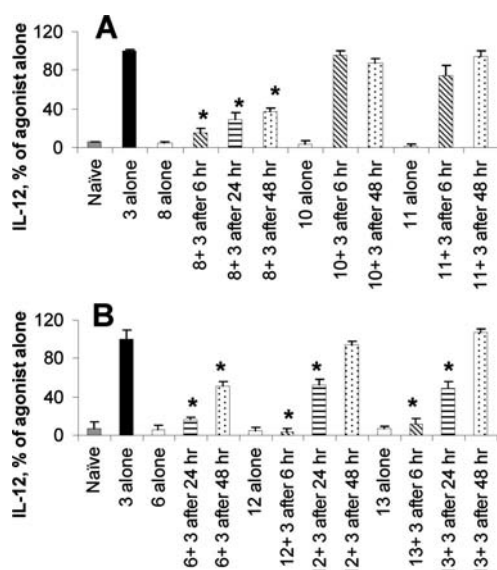 A
IL-12, % of agonist alone
120
80
40
0
* * *
Naïve
3 alone
8 alone
8+ 3 after 6 hr
8+ 3 after 24 hr
8+ 3 after 48 hr
10 alone
10+ 3 after 6 hr
10+ 3 after 48 hr
11 alone
11+ 3 after 6 hr
11+ 3 after 48 hr
B
IL-12, % of agonist alone
120
80
40
0
* * * * * *
Naïve
3 alone
6 alone
6+ 3 after 24 hr
6+ 3 after 48 hr
12 alone
12+ 3 after 6 hr
2+ 3 after 24 hr
2+ 3 after 48 hr
13 alone
13+ 3 after 6 hr
3+ 3 after 24 hr
3+ 3 after 48 hr